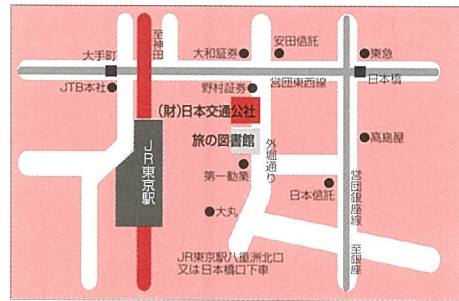 至神田
大手町
大和証券
安田信託
東急
JTB本社
野村証券
営団東西線
日本橋
(財)日本交通公社
旅の図書館
外堀通り
高島屋
JR東京駅
第一勧業
日本信託
営団銀座線
大丸
至銀座
JR東京駅八重洲北口
又は日本橋口下車